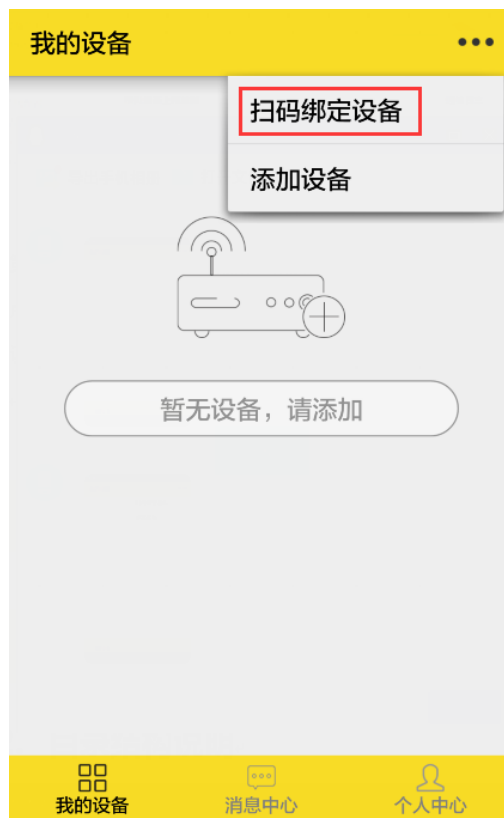 我的设备
扫码绑定设备
添加设备
暂无设备，请添加
我的设备
消息中心
个人中心